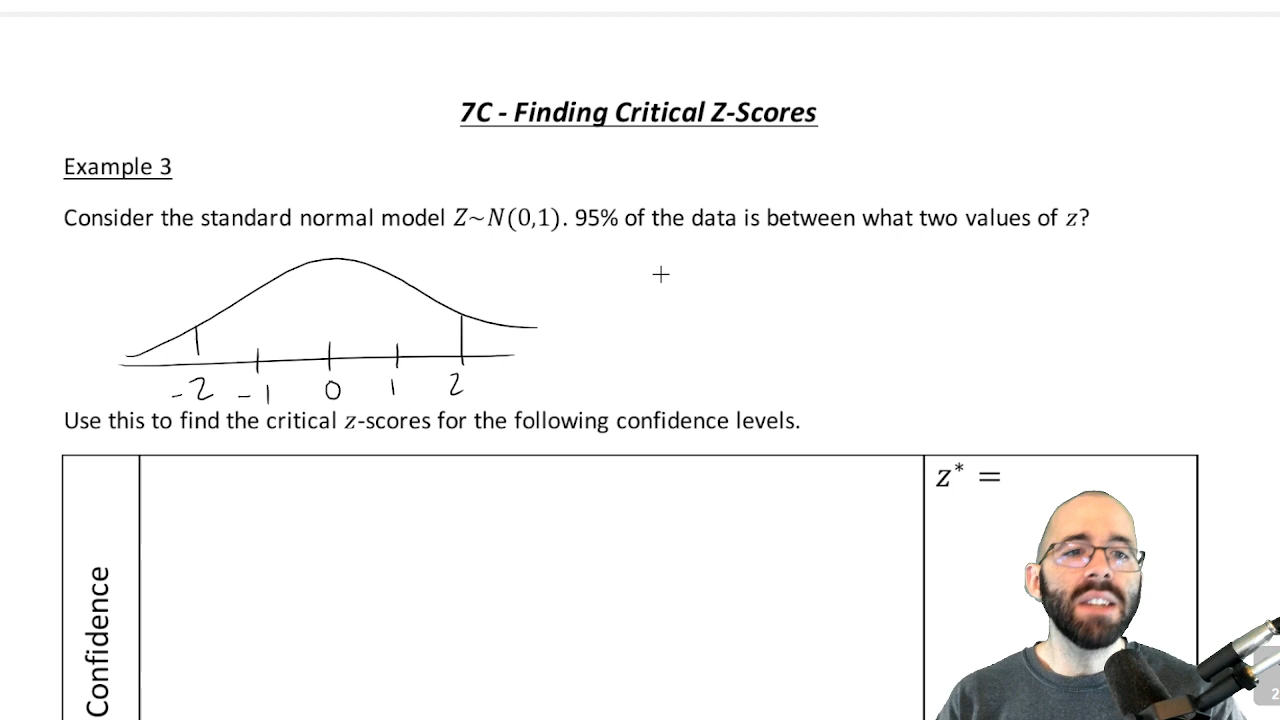 7C - Finding Critical Z-Scores
Example 3
Consider the standard normal model Z~N(0,1). 95% of the data is between what two values of z?
-2 -1 0 1 2
Use this to find the critical z-scores for the following confidence levels.
z* =
Confidence
2